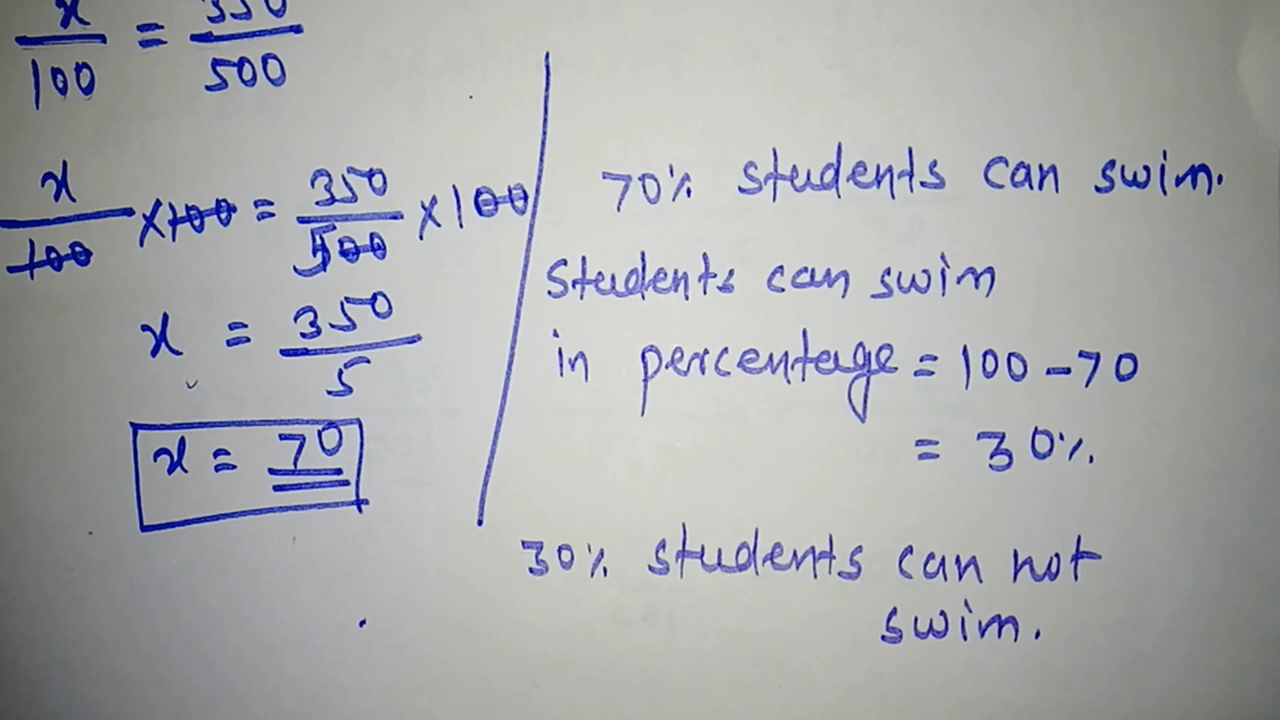 x/100 = 350/500
x/100 ×100 = 350/500 ×100
x = 350/5
x = 70
70% students can swim.
Students can swim
in percentage = 100 - 70
= 30%.
30% students can not
swim.